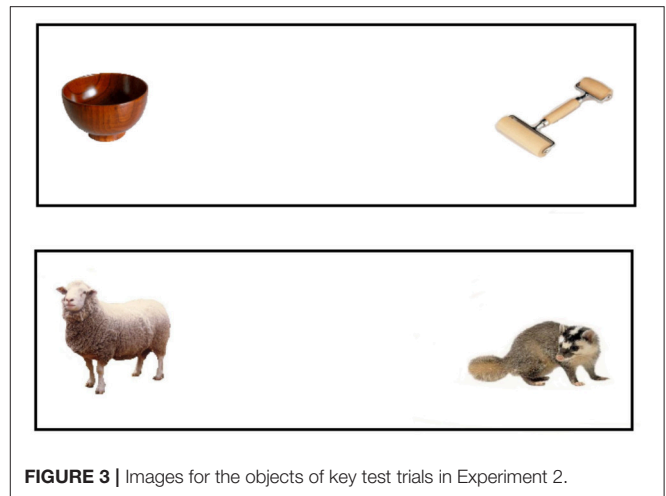 FIGURE 3 | Images for the objects of key test trials in Experiment 2.